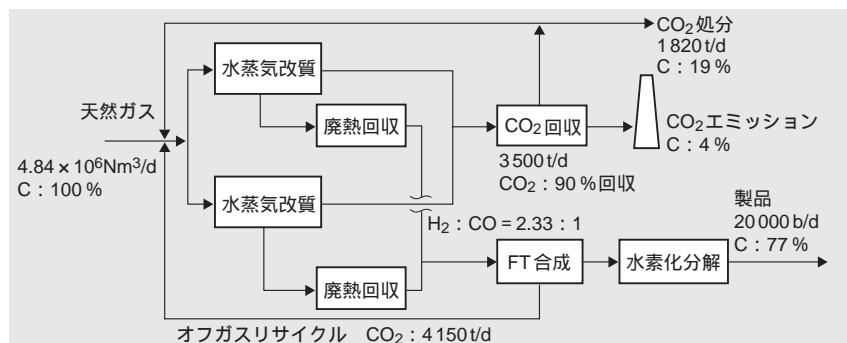 CO₂処分
1820t/d
C：19 %
水蒸気改質
天然ガス
廃熱回収
CO₂回収
CO₂エミッション
C：4 %
4.84×10⁶Nm³/d
C：100 %
3500t/d
CO₂：90 %回収
水蒸気改質
製品
20000b/d
C：77 %
H₂：CO＝2.33：1
廃熱回収
FT合成
水素化分解
オフガスリサイクル CO₂：4150t/d